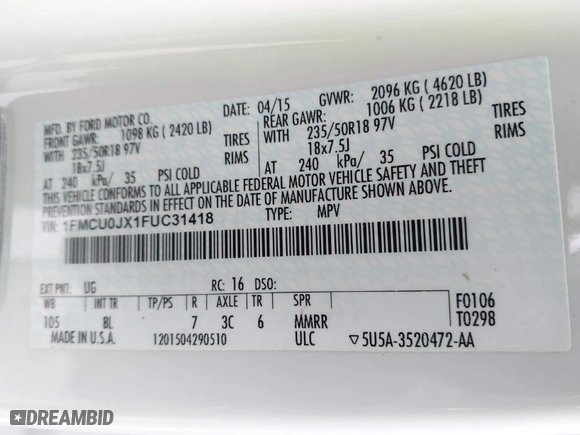 MFD. BY FORD MOTOR CO.
DATE: 04/15
GVWR: 2096 KG ( 4620 LB)
FRONT GAWR: 1098 KG ( 2420 LB)
REAR GAWR: 1006 KG ( 2218 LB)
WITH 235/50R18 97V TIRES
WITH 235/50R18 97V TIRES
18x7.5J RIMS
18x7.5J RIMS
AT 240 kPa/ 35 PSI COLD
AT 240 kPa/ 35 PSI COLD
THIS VEHICLE CONFORMS TO ALL APPLICABLE FEDERAL MOTOR VEHICLE SAFETY AND THEFT
PREVENTION STANDARDS IN EFFECT ON THE DATE OF MANUFACTURE SHOWN ABOVE.
VIN: 1FMCU0JX1FUC31418
TYPE: MPV
EXT PNT: UG RC: 16 DSO:
WB INT TR TP/PS R AXLE TR SPR
F0106
105 BL 7 3C 6 MMRR
T0298
MADE IN U.S.A. 1201504290510 ULC ▽5U5A-3520472-AA
DREAMBID